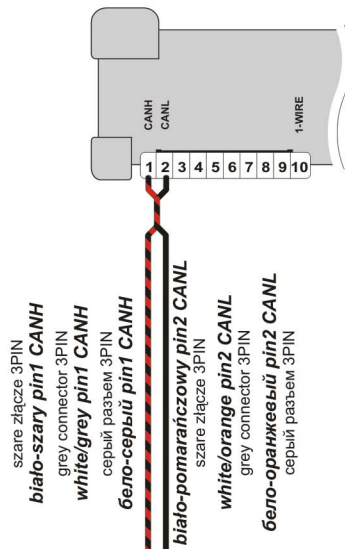 CANH
CANL
1-WIRE
1 2 3 4 5 6 7 8 9 10
szare złącze 3PIN
biało-szary pin1 CANH
grey connector 3PIN
white/grey pin1 CANH
серый разъем 3PIN
бело-серый pin1 CANH
biało-pomarańczowy pin2 CANL
szare złącze 3PIN
white/orange pin2 CANL
grey connector 3PIN
бело-оранжевый pin2 CANL
серый разъем 3PIN